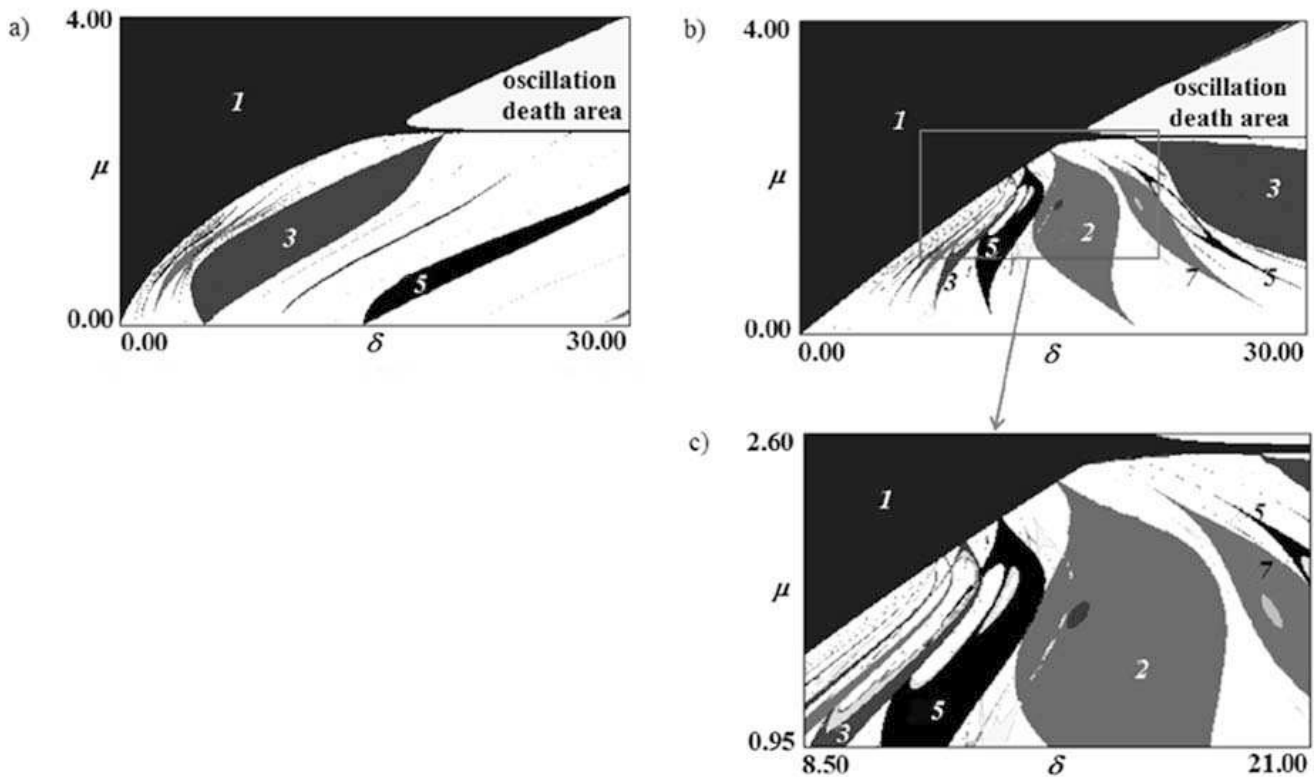 a)
4.00
1
oscillation
death area
μ
3
5
0.00
0.00
δ
30.00
b)
4.00
1
oscillation
death area
μ
3
5
2
3
7
5
0.00
0.00
δ
30.00
c)
2.60
1
5
7
μ
2
5
3
0.95
8.50
δ
21.00